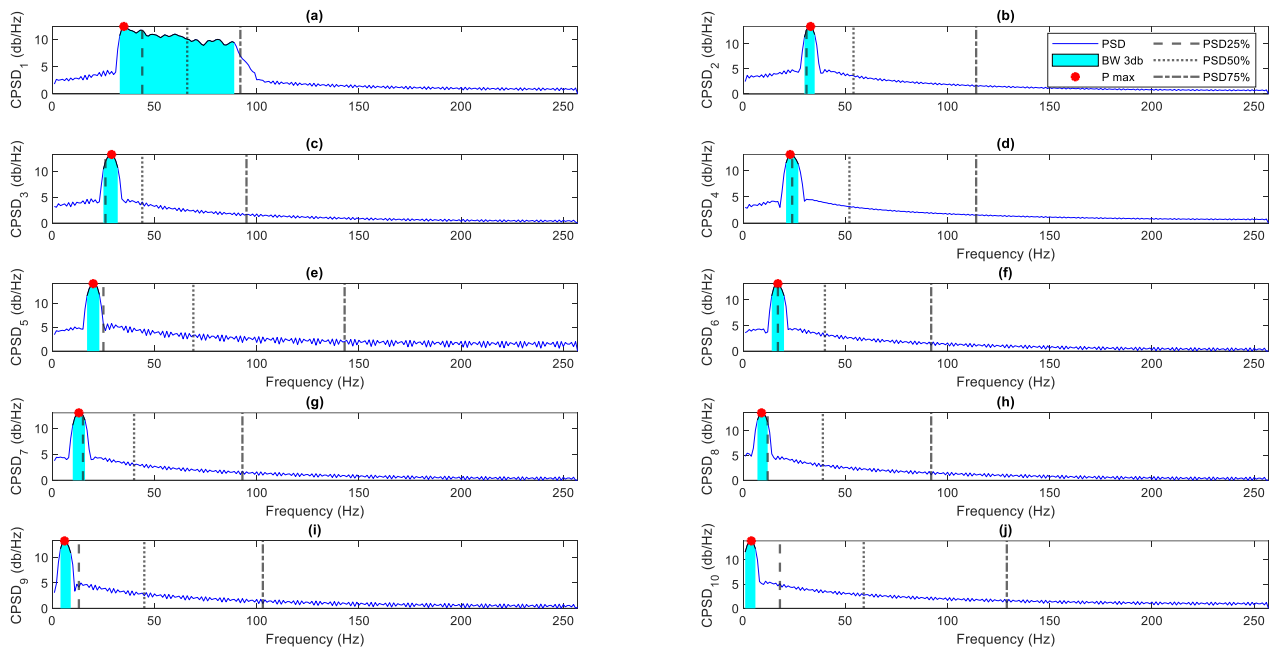 (a)
CPSD1 (db/Hz)
10
5
0
0 50 100 150 200 250
(b)
CPSD2 (db/Hz)
10
5
0
0 50 100 150 200 250
PSD
BW 3db
P max
PSD25%
PSD50%
PSD75%
(c)
CPSD3 (db/Hz)
10
5
0
0 50 100 150 200 250
(d)
CPSD4 (db/Hz)
10
5
0
0 50 100 150 200 250
Frequency (Hz)
(e)
CPSD5 (db/Hz)
10
5
0
0 50 100 150 200 250
Frequency (Hz)
(f)
CPSD6 (db/Hz)
10
5
0
0 50 100 150 200 250
Frequency (Hz)
(g)
CPSD7 (db/Hz)
10
5
0
0 50 100 150 200 250
Frequency (Hz)
(h)
CPSD8 (db/Hz)
10
5
0
0 50 100 150 200 250
Frequency (Hz)
(i)
CPSD9 (db/Hz)
10
5
0
0 50 100 150 200 250
Frequency (Hz)
(j)
CPSD10 (db/Hz)
10
5
0
0 50 100 150 200 250
Frequency (Hz)